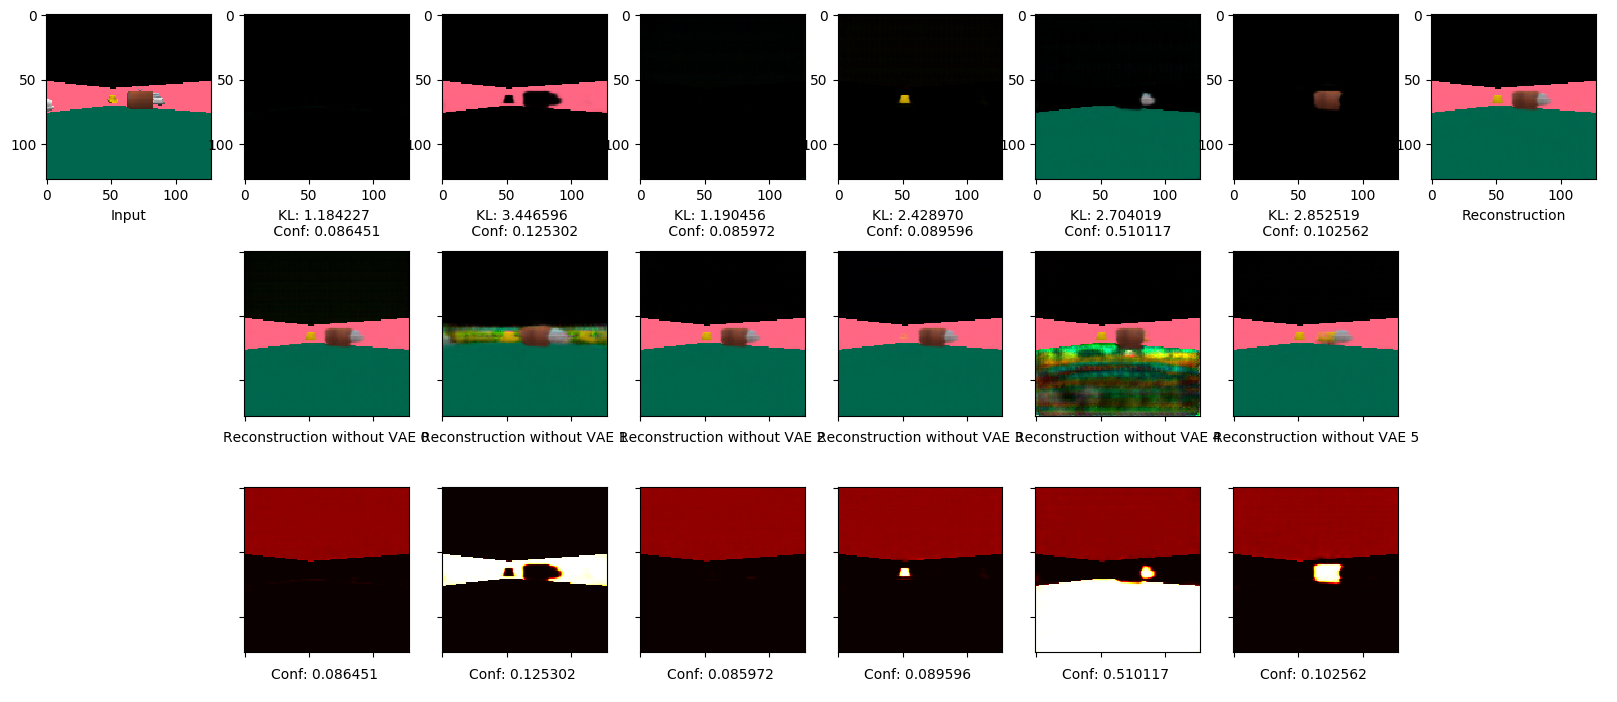 0
50
100
0 50 100
Input
0
50
100
0 50 100
KL: 1.184227
Conf: 0.086451
0
50
100
0 50 100
KL: 3.446596
Conf: 0.125302
0
50
100
0 50 100
KL: 1.190456
Conf: 0.085972
0
50
100
0 50 100
KL: 2.428970
Conf: 0.089596
0
50
100
0 50 100
KL: 2.704019
Conf: 0.510117
0
50
100
0 50 100
KL: 2.852519
Conf: 0.102562
0
50
100
0 50 100
Reconstruction
Reconstruction without VAE 0
Reconstruction without VAE 1
Reconstruction without VAE 2
Reconstruction without VAE 3
Reconstruction without VAE 4
Reconstruction without VAE 5
Conf: 0.086451
Conf: 0.125302
Conf: 0.085972
Conf: 0.089596
Conf: 0.510117
Conf: 0.102562